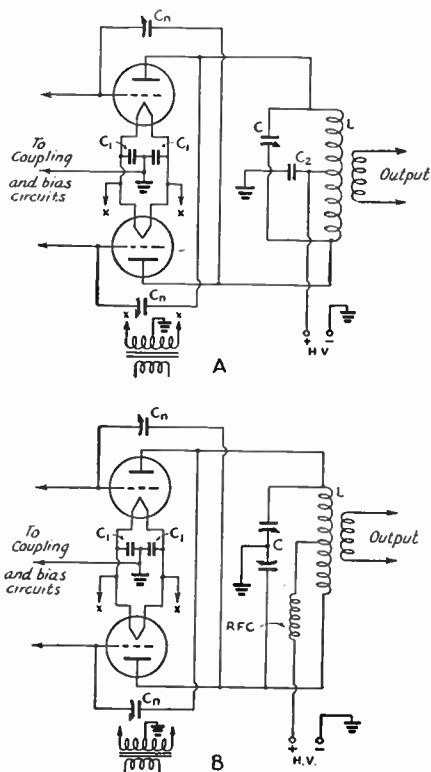 Cn
To
Coupling
and bias
circuits
C1 C1
x x
C
C2
L
Output
Cn
x x
+ H.V. -
A
Cn
To
Coupling
and bias
circuits
C1 C1
x x
C
L
Output
RFC
Cn
+ H.V. -
B